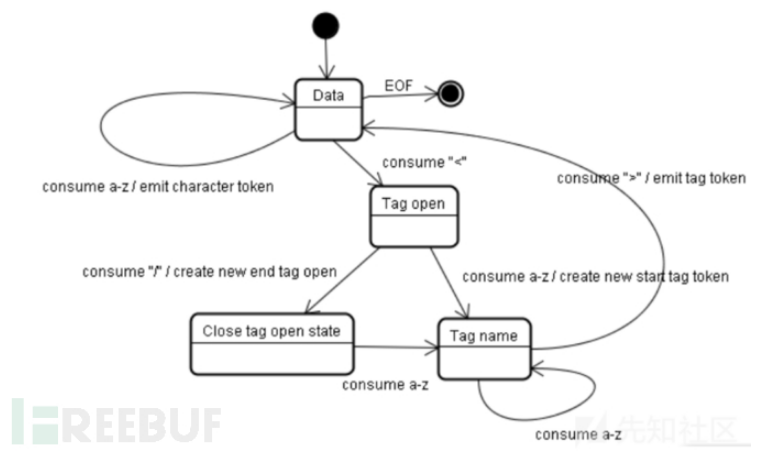 Data
EOF
consume "<"
consume a-z / emit character token
consume ">" / emit tag token
Tag open
consume "/" / create new end tag open
consume a-z / create new start tag token
Close tag open state
Tag name
consume a-z
consume a-z
FREEBUF
先知社区